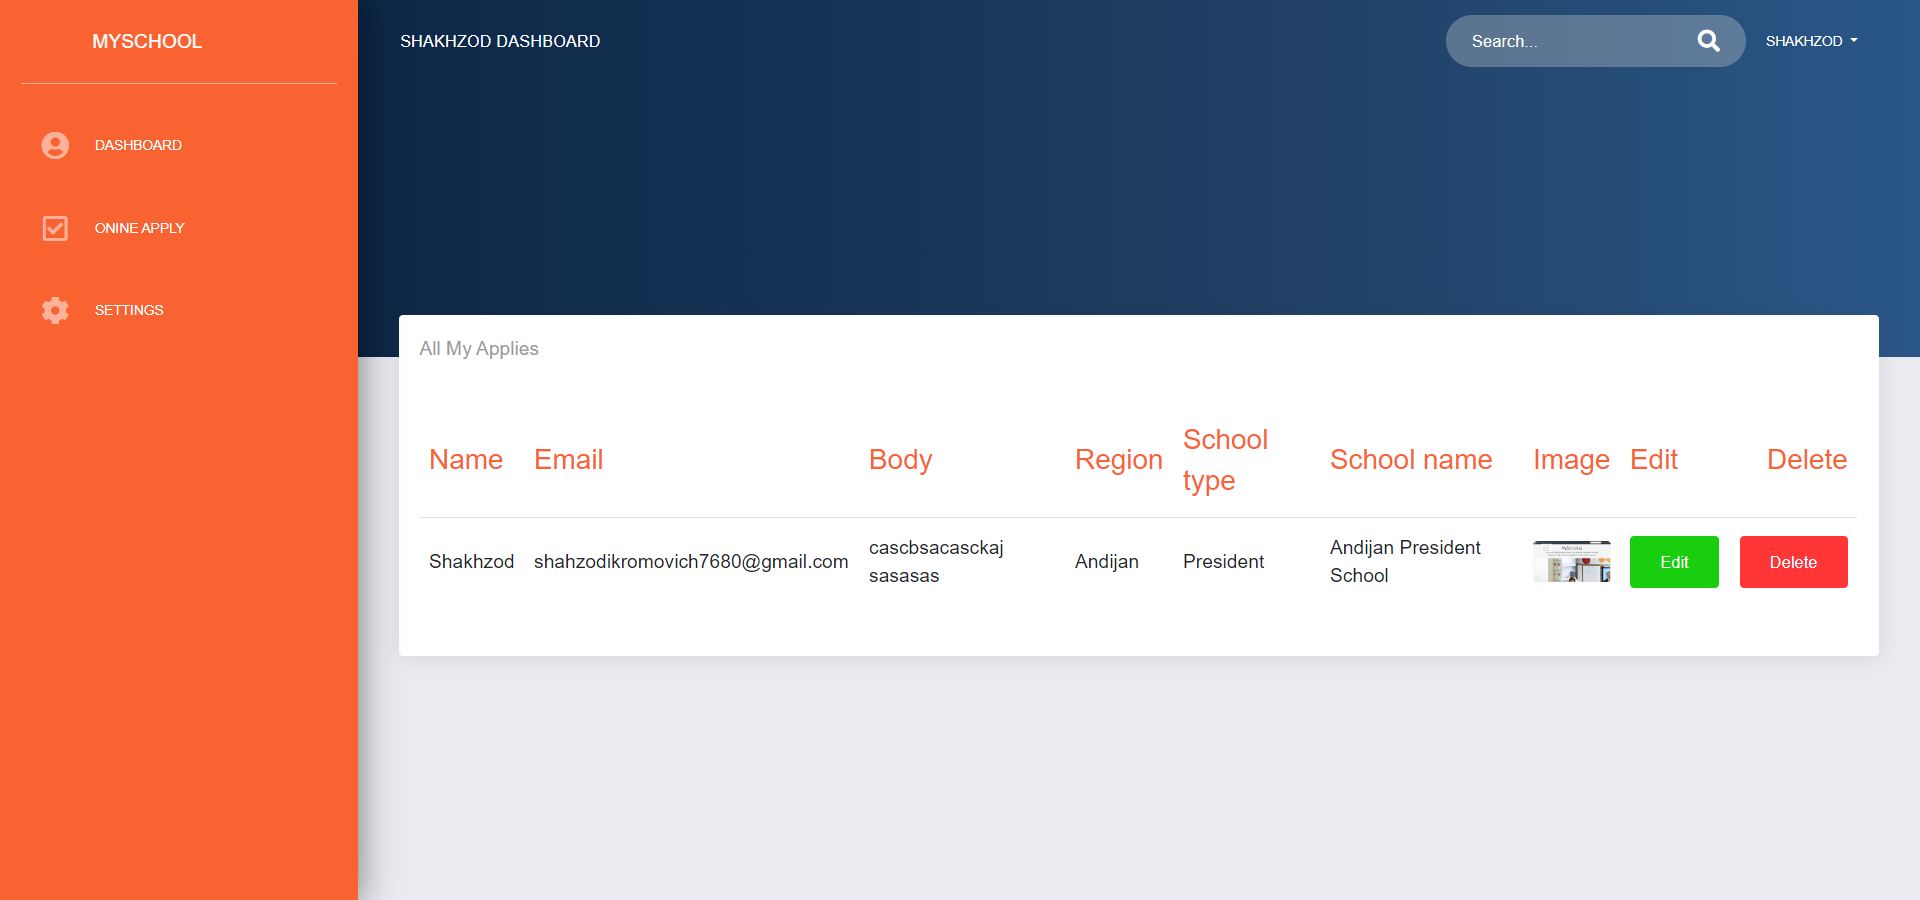 MYSCHOOL
DASHBOARD
ONINE APPLY
SETTINGS
SHAKHZOD DASHBOARD
Search...
SHAKHZOD
All My Applies
Name Email Body Region School type School name Image Edit Delete
Shakhzod shahzodikromovich7680@gmail.com cascbsacasckaj sasasas Andijan President Andijan President School Edit Delete